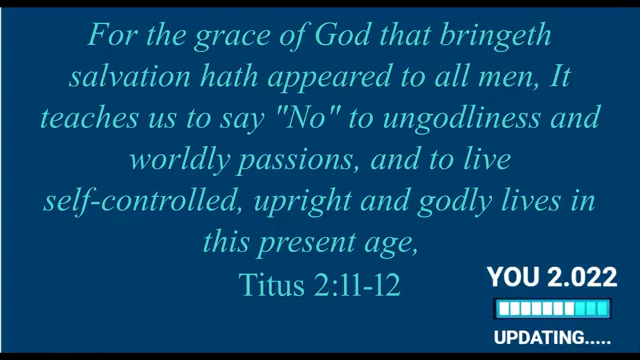 For the grace of God that bringeth
salvation hath appeared to all men, It
teaches us to say "No" to ungodliness and
worldly passions, and to live
self-controlled, upright and godly lives in
this present age,
Titus 2:11-12
YOU 2.022
UPDATING.....